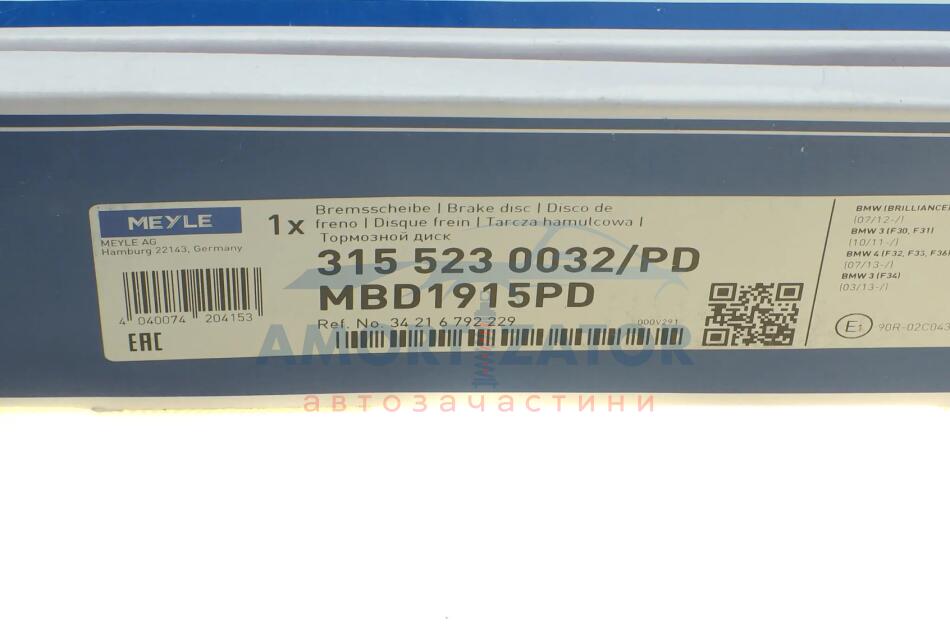 MEYLE
MEYLE AG
Hamburg 22143, Germany
4 040074 204153
EAC
1x
Bremsscheibe | Brake disc | Disco de
freno | Disque frein | Tarcza hamulcowa |
Тормозной диск
315 523 0032/PD
MBD1915PD
Ref. No. 34 21 6 792 229
000V291
BMW (BRILLIANCE
(07/12-/)
BMW 3 (F30, F31)
(10/11-/)
BMW 4 (F32, F33, F36)
(07/13-/)
BMW 3 (F34)
(03/13-/)
E1 90R-02C043
AMORTIZATOR
автозачастини